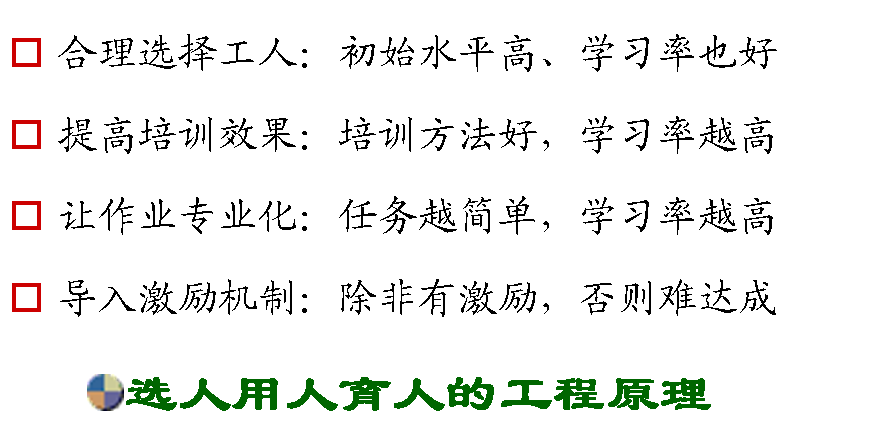 合理选择工人：初始水平高、学习率也好
提高培训效果：培训方法好，学习率越高
让作业专业化：任务越简单，学习率越高
导入激励机制：除非有激励，否则难达成
选人用人育人的工程原理